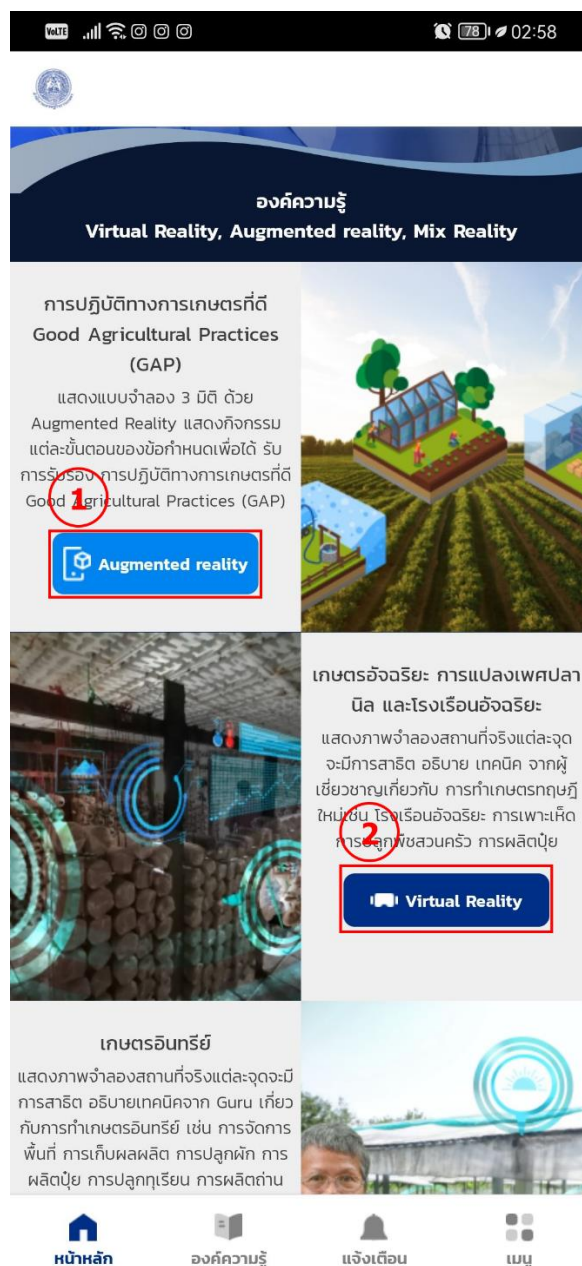 VoLTE 78 02:58
องค์ความรู้
Virtual Reality, Augmented reality, Mix Reality
การปฏิบัติทางการเกษตรที่ดี
Good Agricultural Practices
(GAP)
แสดงแบบจำลอง 3 มิติ ด้วย
Augmented Reality แสดงกิจกรรม
แต่ละขั้นตอนของข้อกำหนดเพื่อได้ รับ
การรับรอง การปฏิบัติทางการเกษตรที่ดี
Good Agricultural Practices (GAP)
1
Augmented reality
เกษตรอัจฉริยะ การแปลงเพศปลา
นิล และโรงเรือนอัจฉริยะ
แสดงภาพจำลองสถานที่จริงแต่ละจุด
จะมีการสาธิต อธิบาย เทคนิค จากผู้
เชี่ยวชาญเกี่ยวกับ การทำเกษตรทฤษฎี
ใหม่เช่น โรงเรือนอัจฉริยะ การเพาะเห็ด
การปลูกพืชสวนครัว การผลิตปุ๋ย
2
Virtual Reality
เกษตรอินทรีย์
แสดงภาพจำลองสถานที่จริงแต่ละจุดจะมี
การสาธิต อธิบายเทคนิคจาก Guru เกี่ยว
กับการทำเกษตรอินทรีย์ เช่น การจัดการ
พื้นที่ การเก็บผลผลิต การปลูกผัก การ
ผลิตปุ๋ย การปลูกทุเรียน การผลิตถ่าน
หน้าหลัก องค์ความรู้ แจ้งเตือน เมนู